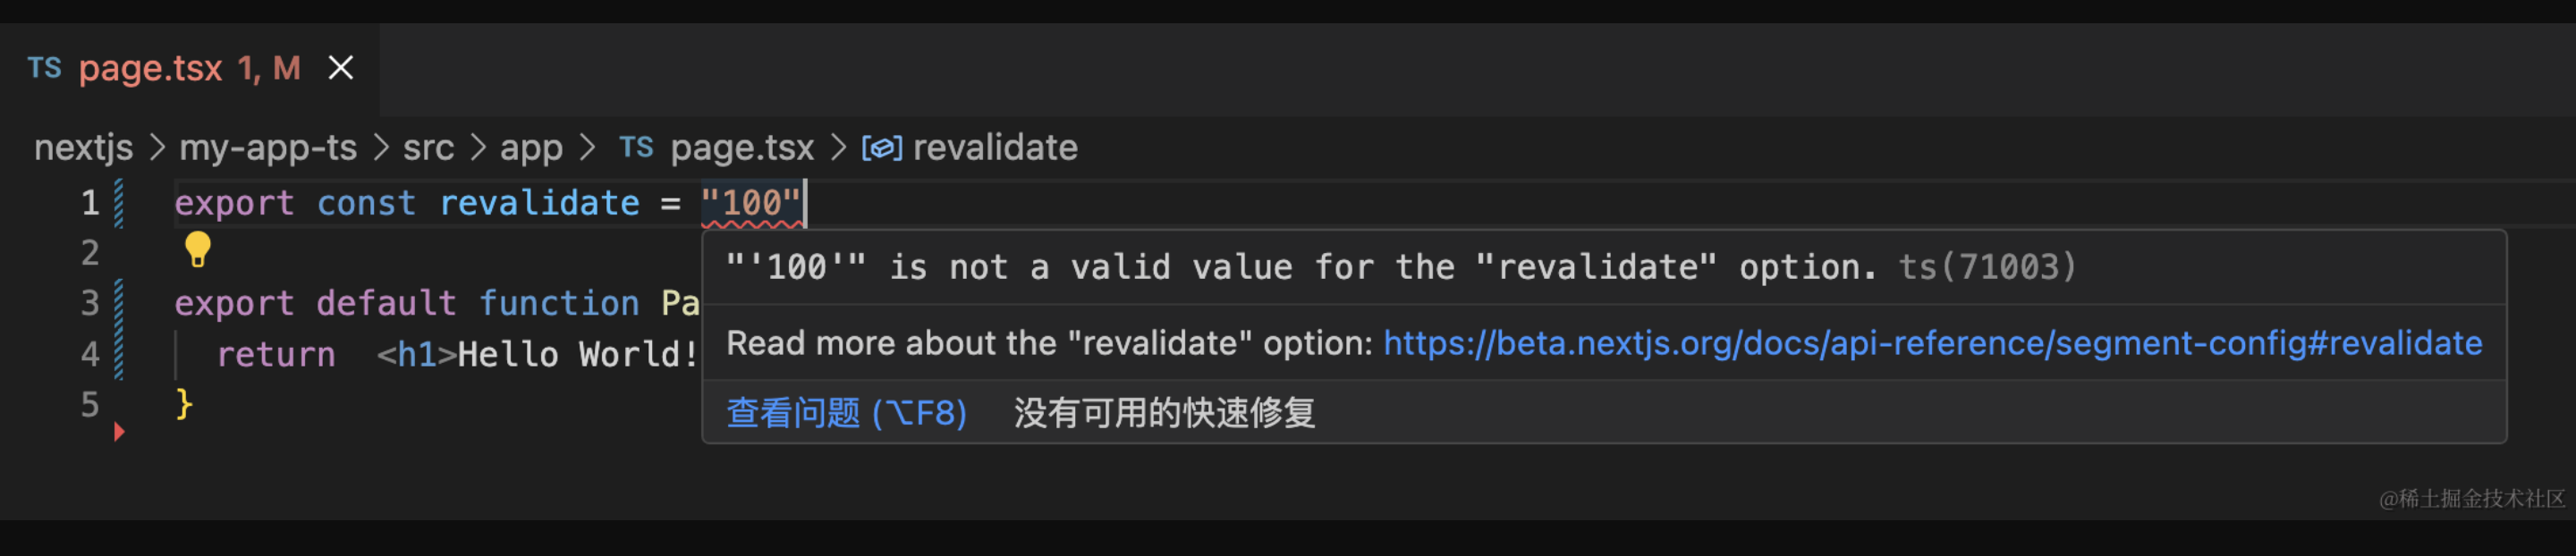 TS page.tsx 1, M
nextjs > my-app-ts > src > app > TS page.tsx > revalidate
1 export const revalidate = "100"
2
3 export default function Pa
4 return <h1>Hello World!
5 }
"'100'" is not a valid value for the "revalidate" option. ts(71003)
Read more about the "revalidate" option: https://beta.nextjs.org/docs/api-reference/segment-config#revalidate
查看问题 (⌥F8) 没有可用的快速修复
@稀土掘金技术社区